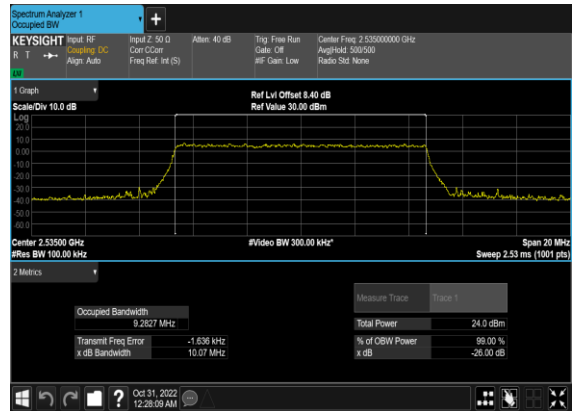 Spectrum Analyzer 1
Occupied BW
+
KEYSIGHT Input: RF Input Z: 50 Ω Atten: 40 dB Trig: Free Run Center Freq: 2.535000000 GHz
R T Coupling: DC Corr CCorr Gate: Off Avg|Hold: 500/500
Align: Auto Freq Ref: Int (S) #IF Gain: Low Radio Std: None
LW
1 Graph
Ref Lvl Offset 8.40 dB
Scale/Div 10.0 dB Ref Value 30.00 dBm
Log
20.0
10.0
0.00
-10.0
-20.0
-30.0
-40.0
-50.0
-60.0
Center 2.53500 GHz #Video BW 300.00 kHz* Span 20 MHz
#Res BW 100.00 kHz Sweep 2.53 ms (1001 pts)
2 Metrics
Measure Trace Trace 1
Occupied Bandwidth
9.2827 MHz Total Power 24.0 dBm
Transmit Freq Error -1.636 kHz % of OBW Power 99.00 %
x dB Bandwidth 10.07 MHz x dB -26.00 dB
? Oct 31, 2022
12:28:09 AM